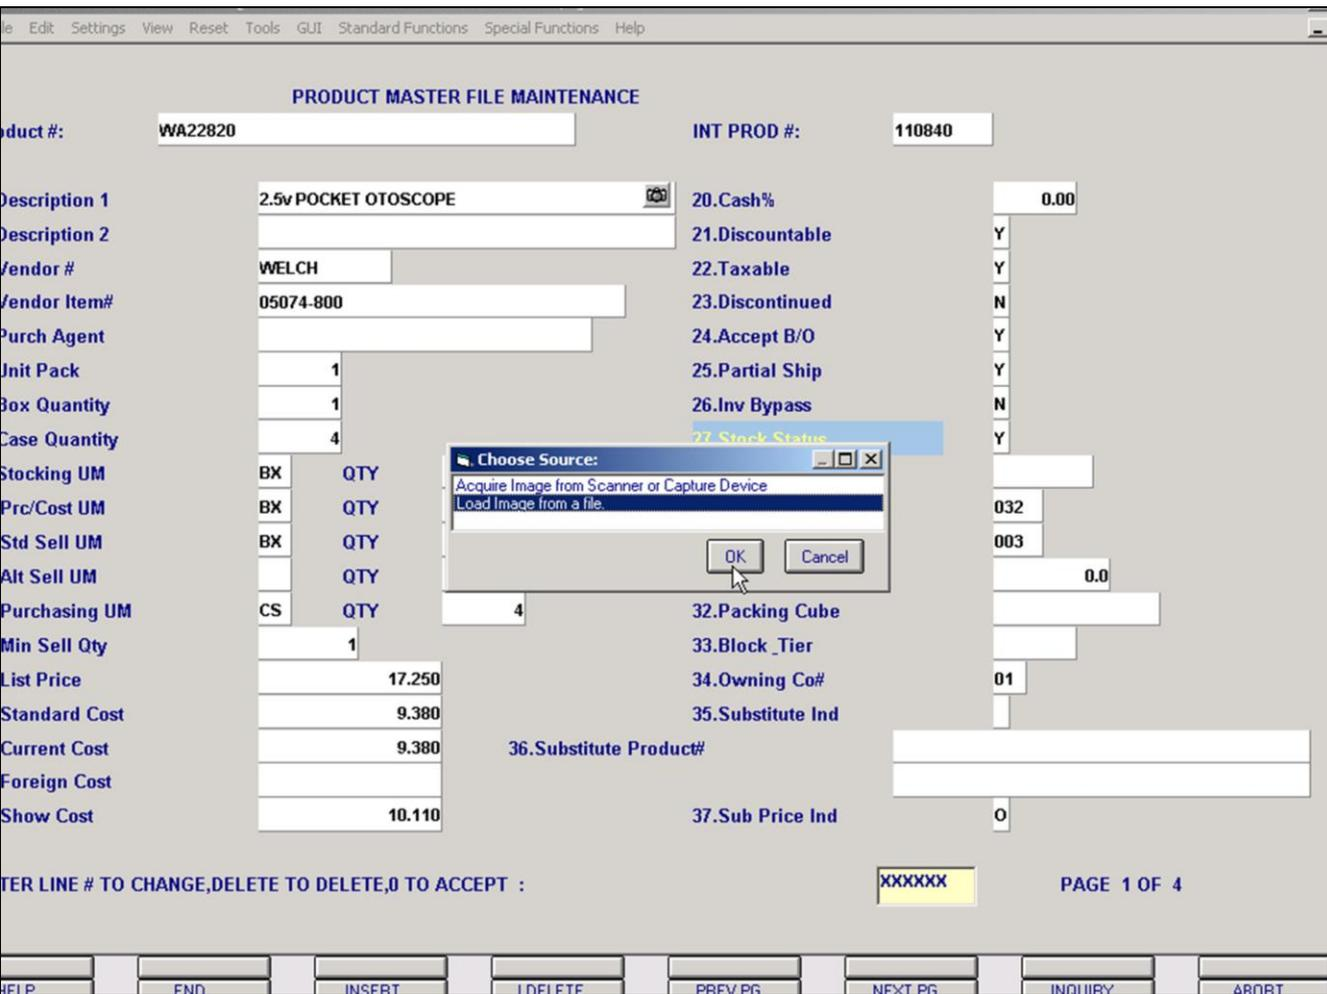 le Edit Settings View Reset Tools GUI Standard Functions Special Functions Help
PRODUCT MASTER FILE MAINTENANCE
oduct #: WA22820 INT PROD #: 110840
Description 1 2.5v POCKET OTOSCOPE 20.Cash% 0.00
Description 2 21.Discountable Y
Vendor # WELCH 22.Taxable Y
Vendor Item# 05074-800 23.Discontinued N
Purch Agent 24.Accept B/O Y
Unit Pack 1 25.Partial Ship Y
Box Quantity 1 26.Inv Bypass N
Case Quantity 4 27.Stock Status Y
Choose Source:
Stocking UM BX QTY
Acquire Image from Scanner or Capture Device
Load Image from a file.
Prc/Cost UM BX QTY 032
Std Sell UM BX QTY 003
OK Cancel
Alt Sell UM QTY 0.0
Purchasing UM CS QTY 4 32.Packing Cube
Min Sell Qty 1 33.Block_Tier
List Price 17.250 34.Owning Co# 01
Standard Cost 9.380 35.Substitute Ind
Current Cost 9.380 36.Substitute Product#
Foreign Cost
Show Cost 10.110 37.Sub Price Ind O
TER LINE # TO CHANGE,DELETE TO DELETE,0 TO ACCEPT : XXXXXX PAGE 1 OF 4
HELP END INSERT LDELETE PREV PG NEXT PG INQUIRY ABORT